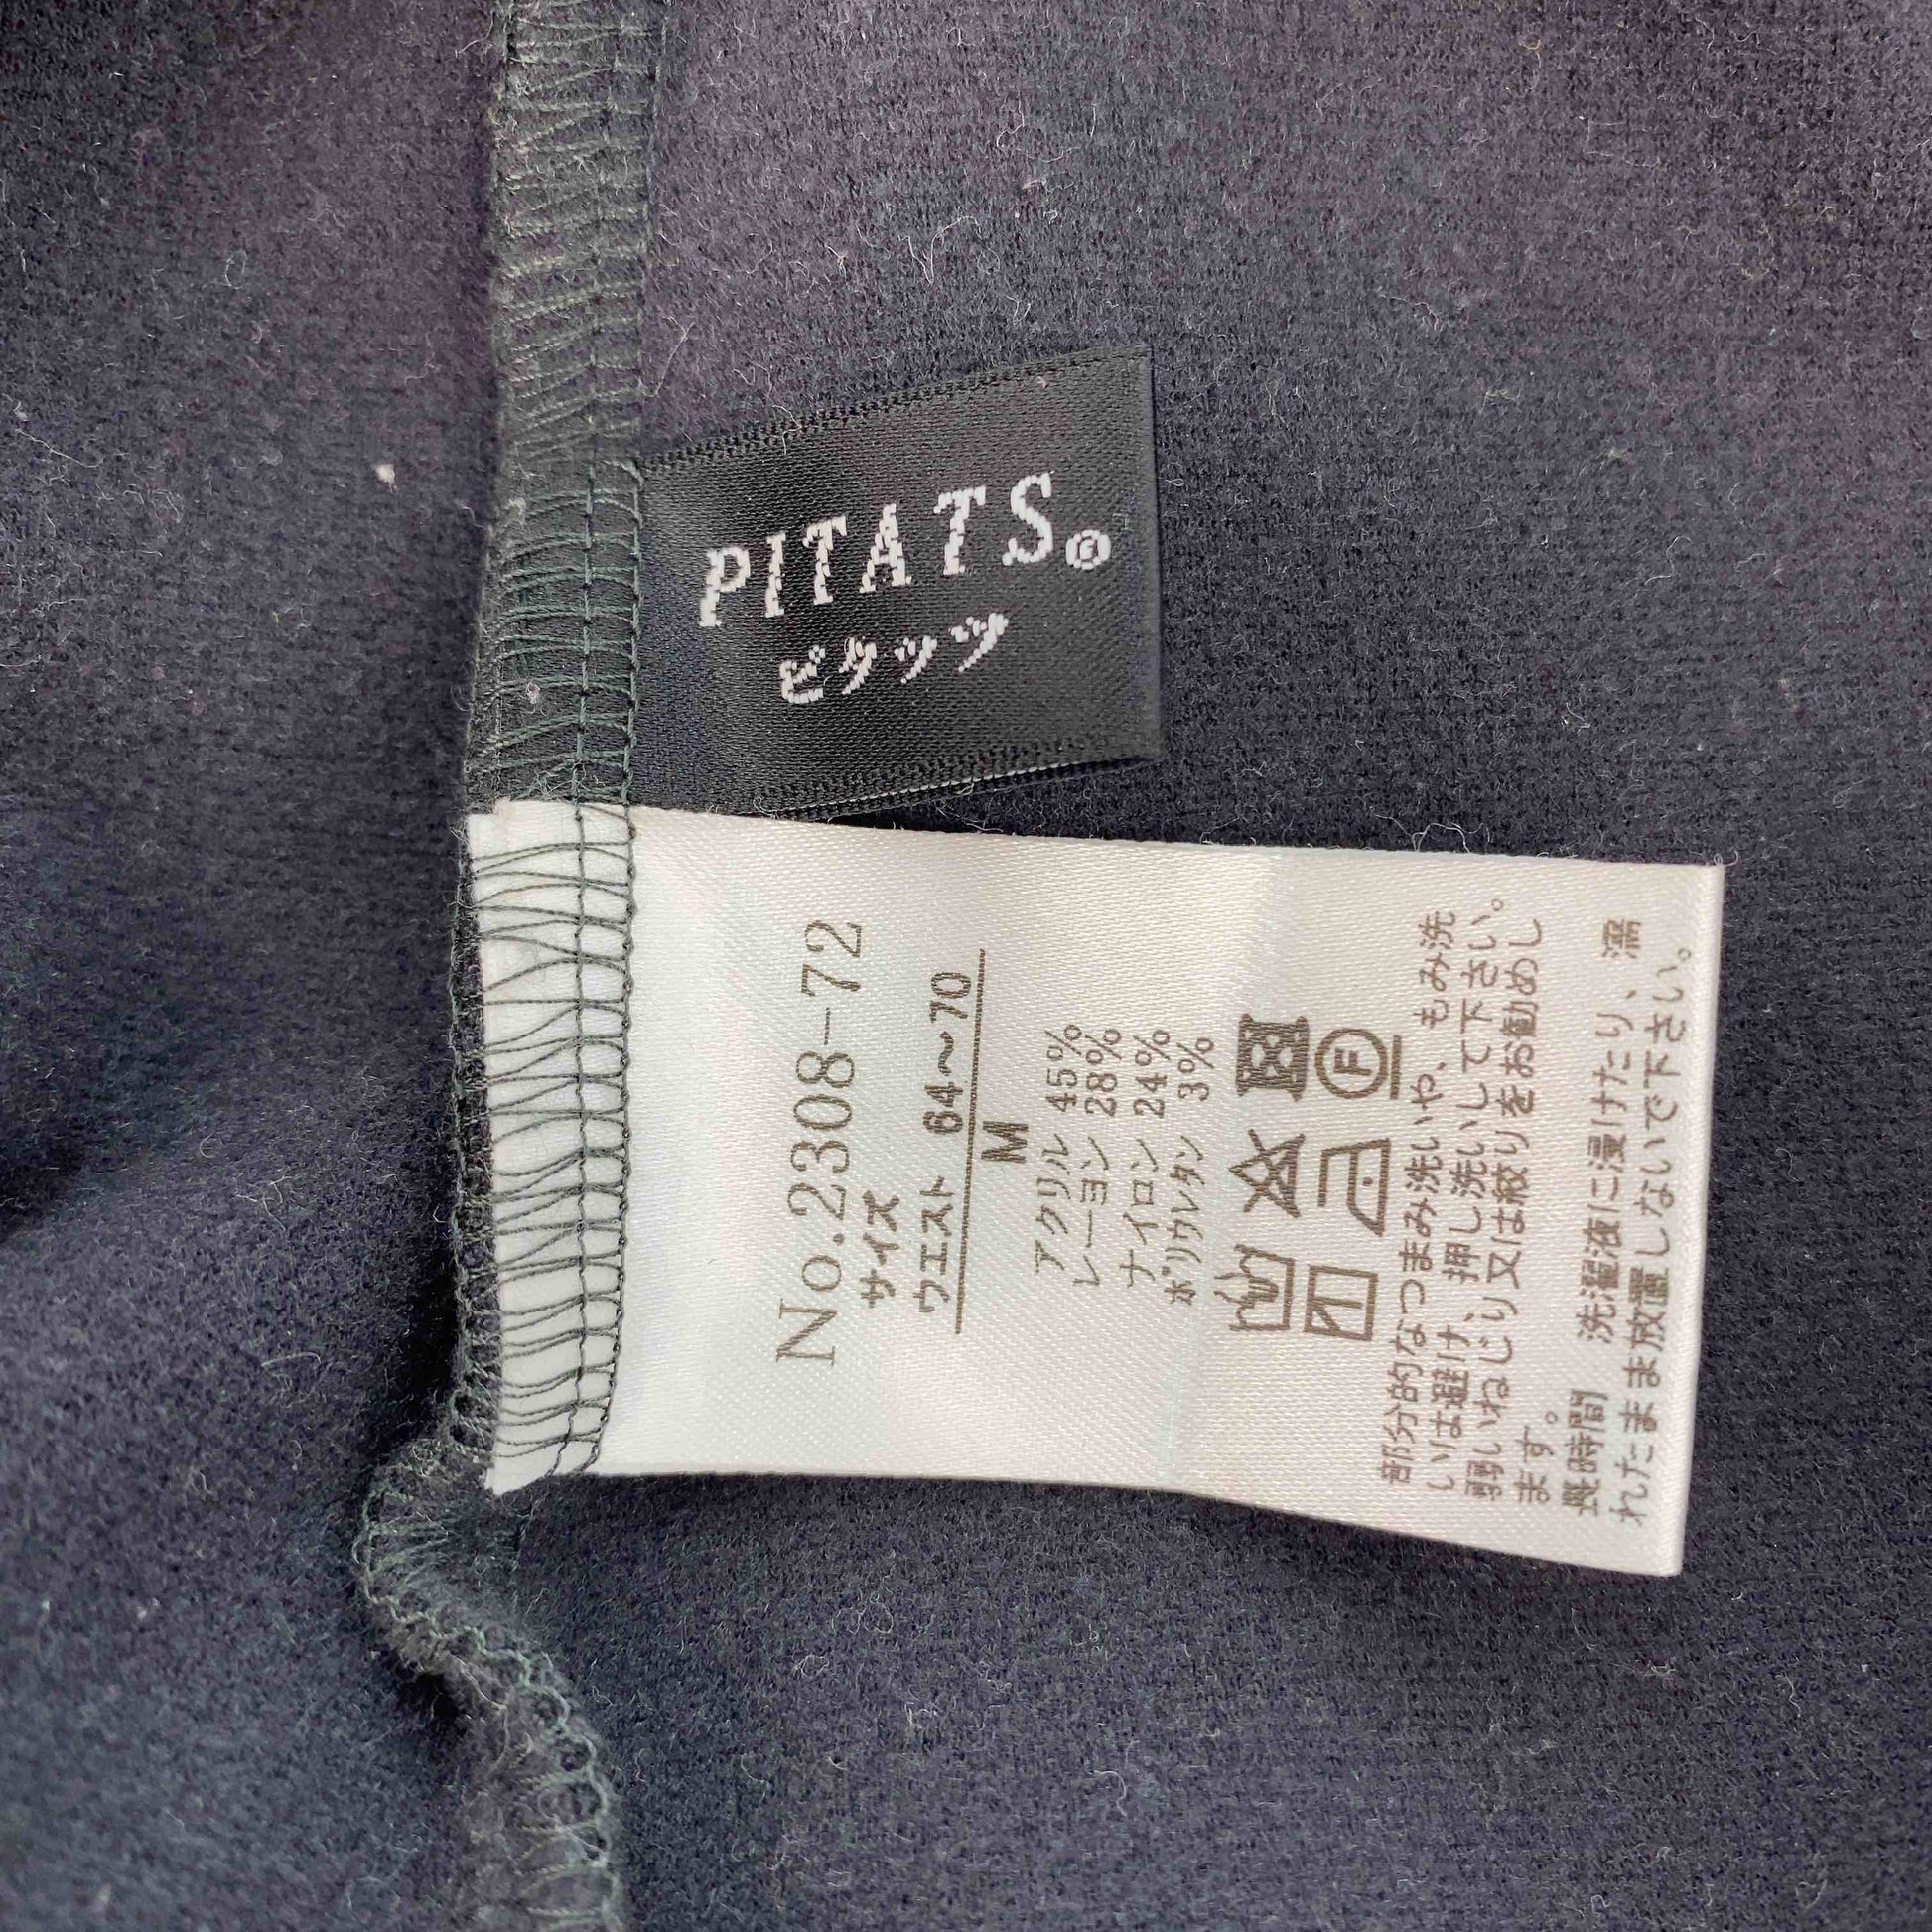 PITATS®
ピタッツ
No.2308-72
サイズ
ウエスト 64〜70
M
アクリル 45%
レーヨン 28%
ナイロン 24%
ポリウレタン 3%
F
部分的なつまみ洗いや、もみ洗
いは避け、押し洗いして下さい。
弱いねじり又は絞りをお勧めし
ます。
長時間 洗濯液に浸けたり、濡
れたまま放置しないで下さい。